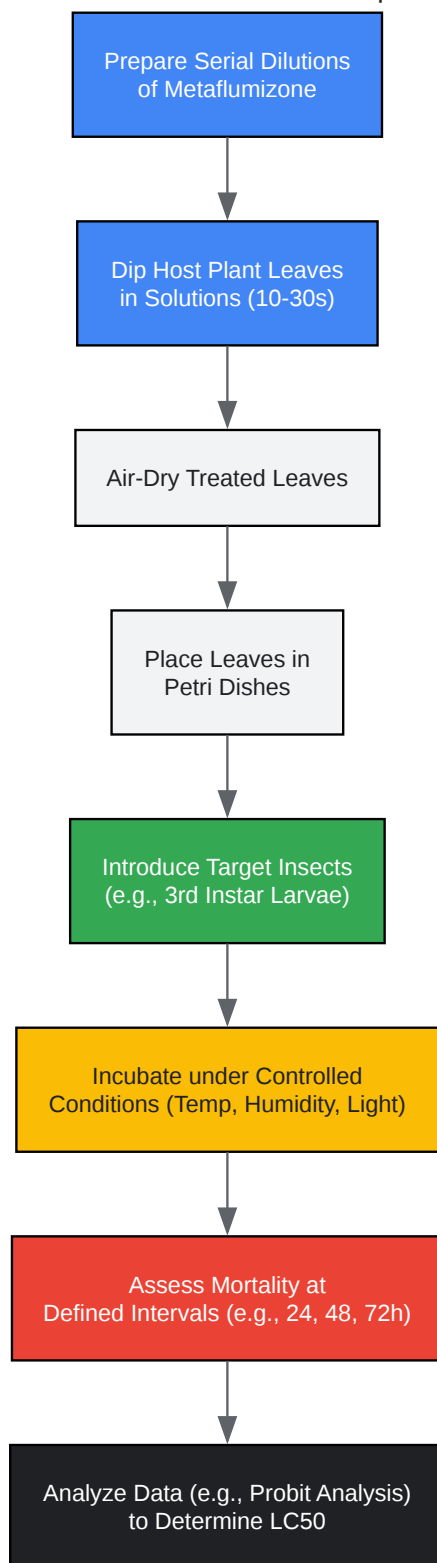 Prepare Serial Dilutions
of Metaflumizone
Dip Host Plant Leaves
in Solutions (10-30s)
Air-Dry Treated Leaves
Place Leaves in
Petri Dishes
Introduce Target Insects
(e.g., 3rd Instar Larvae)
Incubate under Controlled
Conditions (Temp, Humidity, Light)
Assess Mortality at
Defined Intervals (e.g., 24, 48, 72h)
Analyze Data (e.g., Probit Analysis)
to Determine LC50